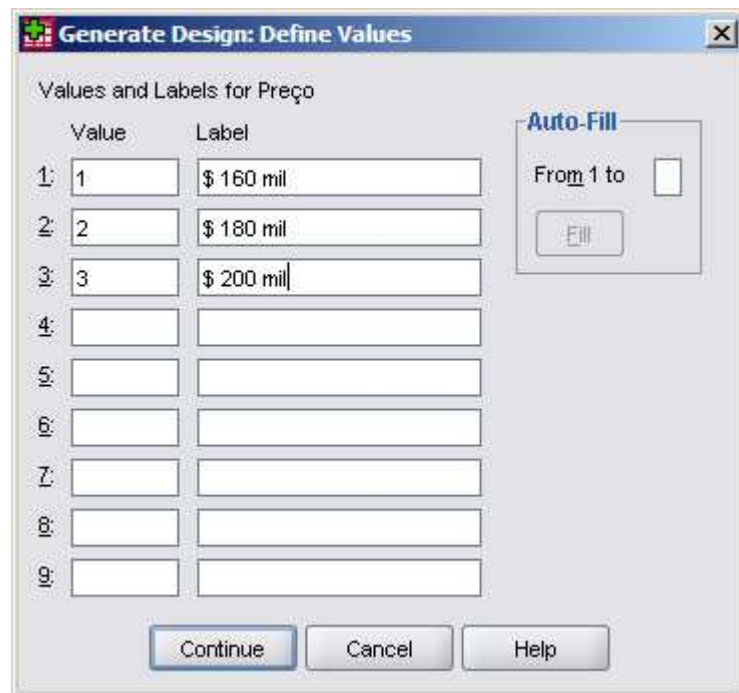 Generate Design: Define Values
Values and Labels for Preço
Value Label
1: 1 $ 160 mil
2: 2 $ 180 mil
3: 3 $ 200 mil
4:
5:
6:
7:
8:
9:
Auto-Fill
From 1 to
Fill
Continue Cancel Help